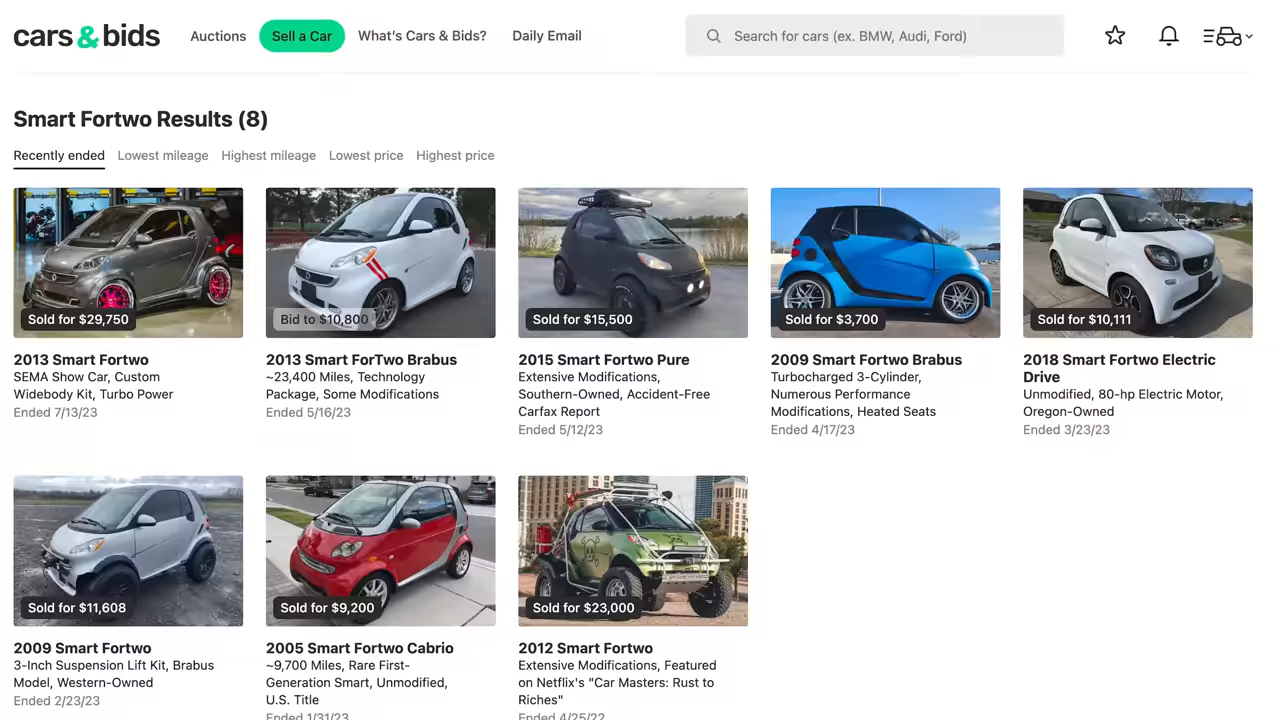 cars & bids
Auctions
Sell a Car
What's Cars & Bids?
Daily Email
Search for cars (ex. BMW, Audi, Ford)
Smart Fortwo Results (8)
Recently ended
Lowest mileage
Highest mileage
Lowest price
Highest price
Sold for $29,750
2013 Smart Fortwo
SEMA Show Car, Custom
Widebody Kit, Turbo Power
Ended 7/13/23
Bid to $10,800
2013 Smart ForTwo Brabus
~23,400 Miles, Technology
Package, Some Modifications
Ended 5/16/23
Sold for $15,500
2015 Smart Fortwo Pure
Extensive Modifications,
Southern-Owned, Accident-Free
Carfax Report
Ended 5/12/23
Sold for $3,700
2009 Smart Fortwo Brabus
Turbocharged 3-Cylinder,
Numerous Performance
Modifications, Heated Seats
Ended 4/17/23
Sold for $10,111
2018 Smart Fortwo Electric
Drive
Unmodified, 80-hp Electric Motor,
Oregon-Owned
Ended 3/23/23
Sold for $11,608
2009 Smart Fortwo
3-Inch Suspension Lift Kit, Brabus
Model, Western-Owned
Ended 2/23/23
Sold for $9,200
2005 Smart Fortwo Cabrio
~9,700 Miles, Rare First-
Generation Smart, Unmodified,
U.S. Title
Ended 1/31/23
Sold for $23,000
2012 Smart Fortwo
Extensive Modifications, Featured
on Netflix's "Car Masters: Rust to
Riches"
Ended 4/25/22